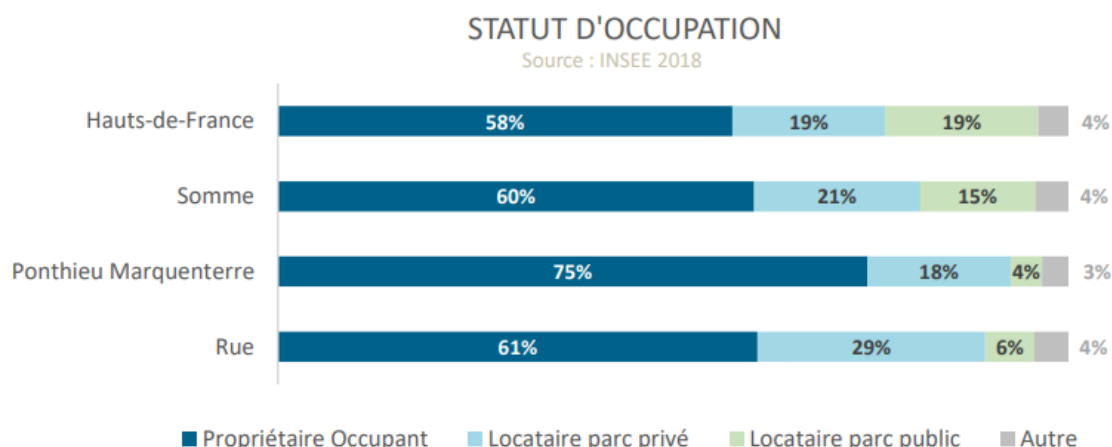 STATUT D'OCCUPATION
Source : INSEE 2018
Hauts-de-France 58% 19% 19% 4%
Somme 60% 21% 15% 4%
Ponthieu Marquenterre 75% 18% 4% 3%
Rue 61% 29% 6% 4%
Propriétaire Occupant Locataire parc privé Locataire parc public Autre